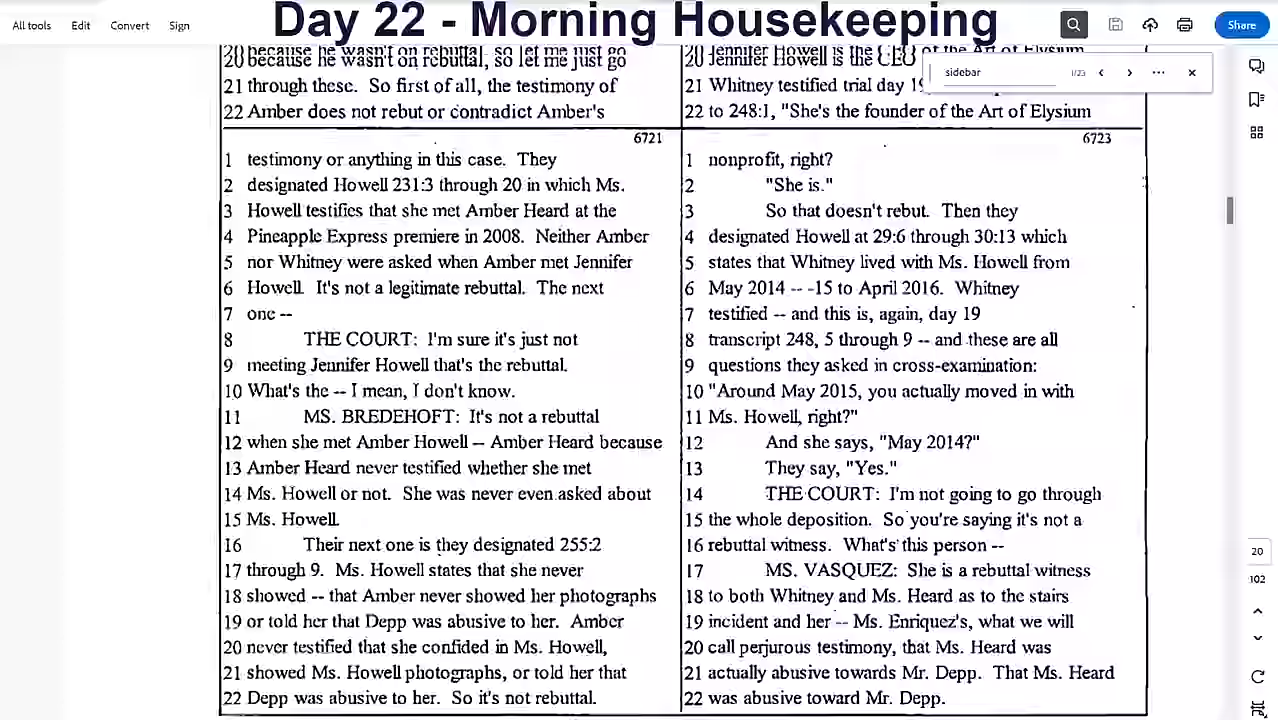 Day 22 - Morning Housekeeping
All tools Edit Convert Sign
Share
sidebar
1/23
20 because he wasn't on rebuttal, so let me just go
21 through these. So first of all, the testimony of
22 Amber does not rebut or contradict Amber's
6721
1 testimony or anything in this case. They
2 designated Howell 231:3 through 20 in which Ms.
3 Howell testifies that she met Amber Heard at the
4 Pineapple Express premiere in 2008. Neither Amber
5 nor Whitney were asked when Amber met Jennifer
6 Howell. It's not a legitimate rebuttal. The next
7 one --
8 THE COURT: I'm sure it's just not
9 meeting Jennifer Howell that's the rebuttal.
10 What's the -- I mean, I don't know.
11 MS. BREDEHOFT: It's not a rebuttal
12 when she met Amber Howell -- Amber Heard because
13 Amber Heard never testified whether she met
14 Ms. Howell or not. She was never even asked about
15 Ms. Howell.
16 Their next one is they designated 255:2
17 through 9. Ms. Howell states that she never
18 showed -- that Amber never showed her photographs
19 or told her that Depp was abusive to her. Amber
20 never testified that she confided in Ms. Howell,
21 showed Ms. Howell photographs, or told her that
22 Depp was abusive to her. So it's not rebuttal.
20 Jennifer Howell is the CEO of the Art of Elysium
21 Whitney testified trial day 19
22 to 248:1, "She's the founder of the Art of Elysium
6723
1 nonprofit, right?
2 "She is."
3 So that doesn't rebut. Then they
4 designated Howell at 29:6 through 30:13 which
5 states that Whitney lived with Ms. Howell from
6 May 2014 -- -15 to April 2016. Whitney
7 testified -- and this is, again, day 19
8 transcript 248, 5 through 9 -- and these are all
9 questions they asked in cross-examination:
10 "Around May 2015, you actually moved in with
11 Ms. Howell, right?"
12 And she says, "May 2014?"
13 They say, "Yes."
14 THE COURT: I'm not going to go through
15 the whole deposition. So you're saying it's not a
16 rebuttal witness. What's this person --
17 MS. VASQUEZ: She is a rebuttal witness
18 to both Whitney and Ms. Heard as to the stairs
19 incident and her -- Ms. Enriquez's, what we will
20 call perjurous testimony, that Ms. Heard was
21 actually abusive towards Mr. Depp. That Ms. Heard
22 was abusive toward Mr. Depp.
20
102